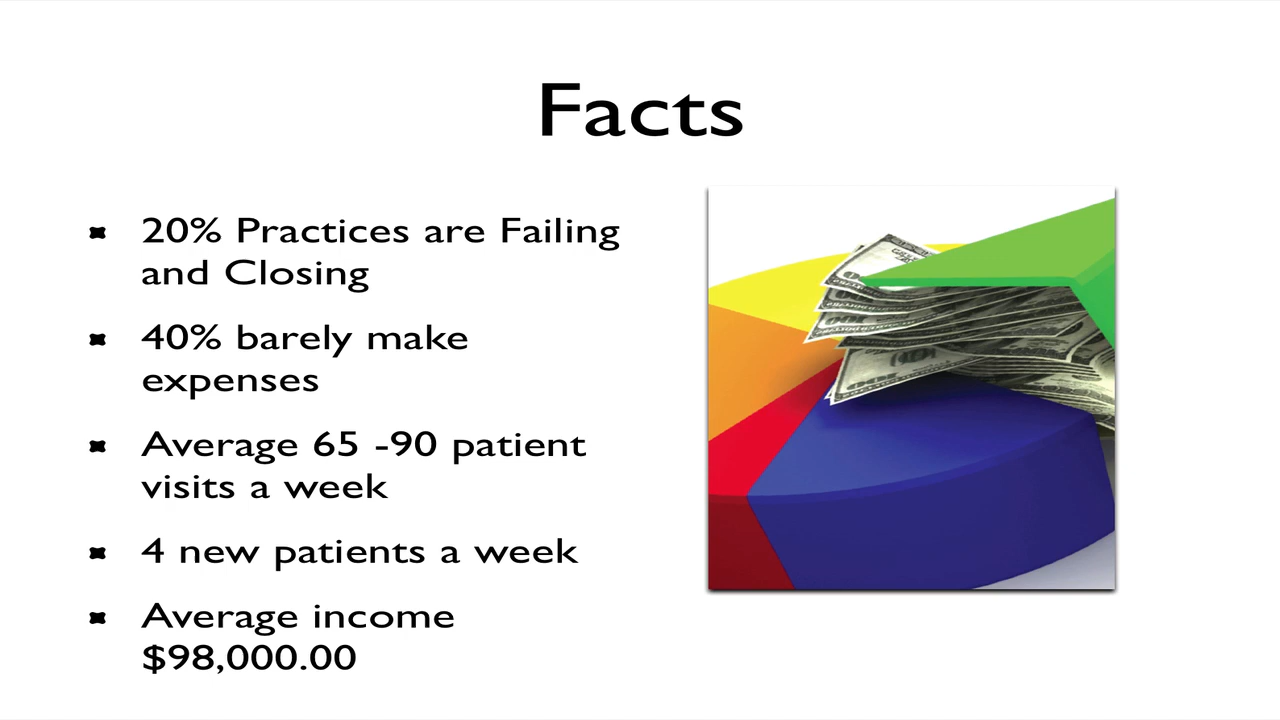 Facts
20% Practices are Failing
and Closing
40% barely make
expenses
Average 65 -90 patient
visits a week
4 new patients a week
Average income
$98,000.00